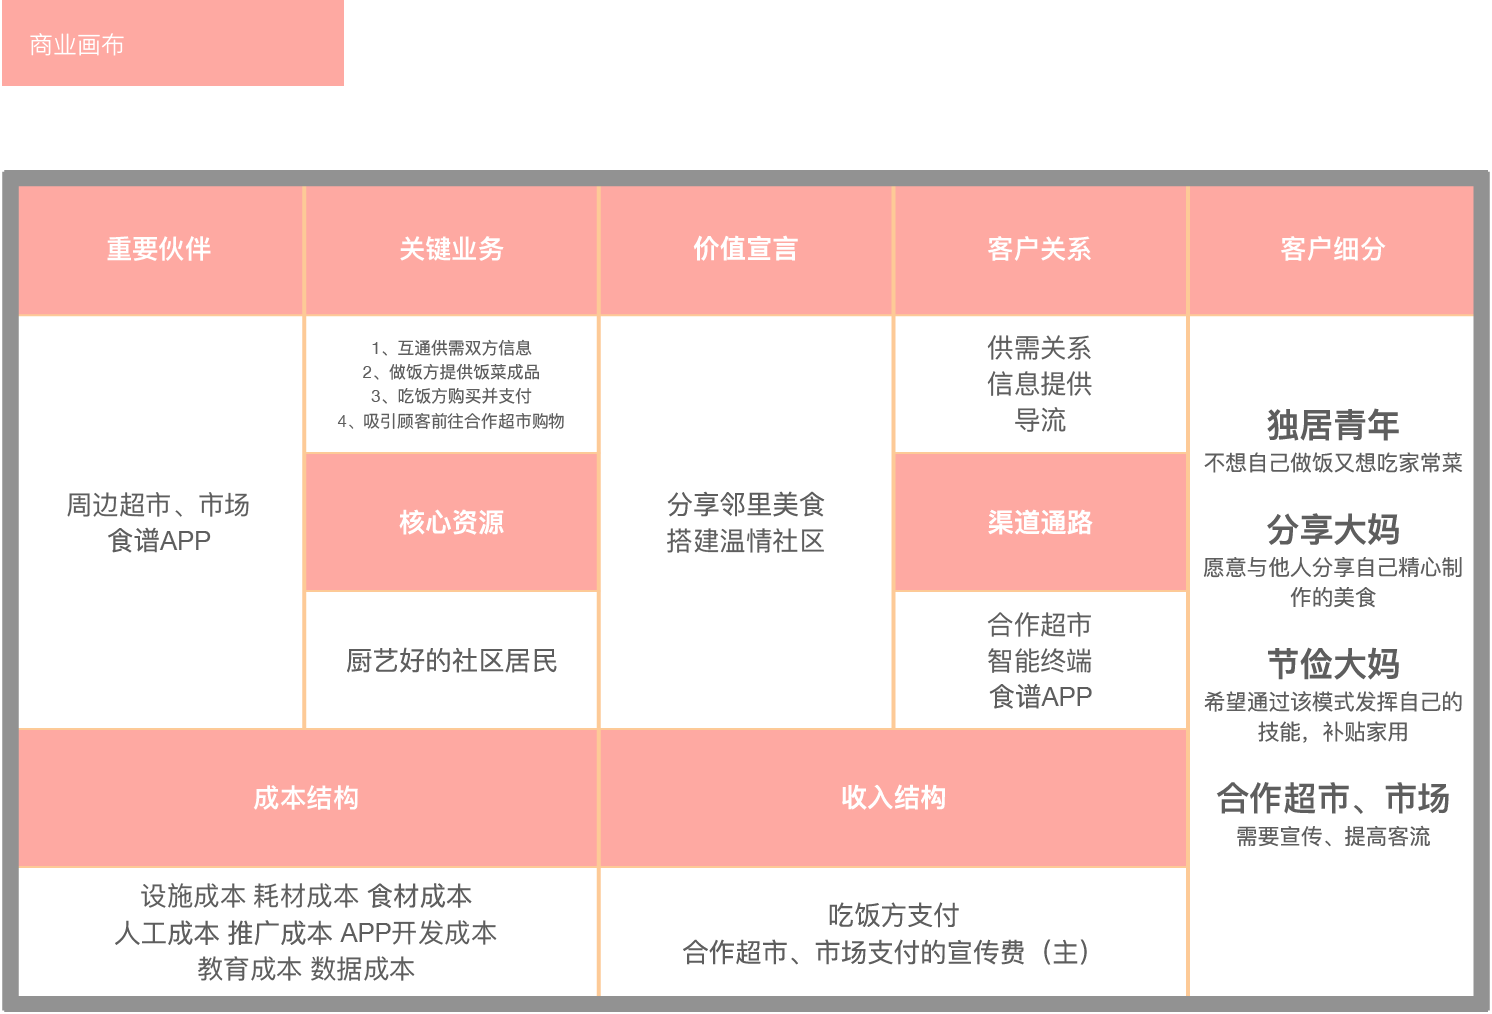 商业画布
重要伙伴
关键业务
价值宣言
客户关系
客户细分
周边超市、市场
食谱APP
1、互通供需双方信息
2、做饭方提供饭菜成品
3、吃饭方购买并支付
4、吸引顾客前往合作超市购物
核心资源
厨艺好的社区居民
分享邻里美食
搭建温情社区
供需关系
信息提供
导流
渠道通路
合作超市
智能终端
食谱APP
独居青年
不想自己做饭又想吃家常菜
分享大妈
愿意与他人分享自己精心制
作的美食
节俭大妈
希望通过该模式发挥自己的
技能，补贴家用
合作超市、市场
需要宣传、提高客流
成本结构
设施成本 耗材成本 食材成本
人工成本 推广成本 APP开发成本
教育成本 数据成本
收入结构
吃饭方支付
合作超市、市场支付的宣传费（主）